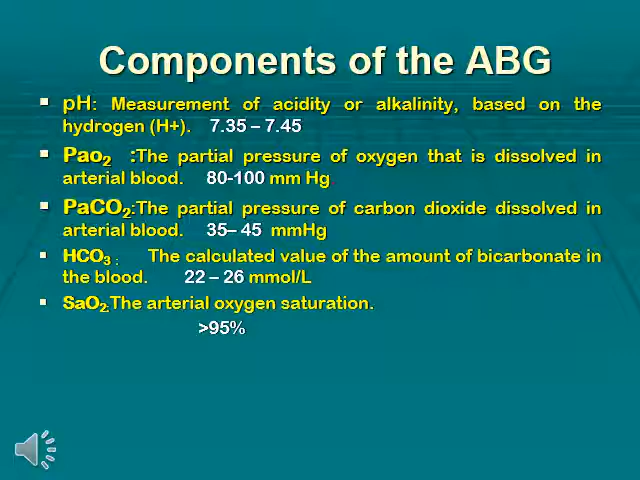 Components of the ABG
▪ pH: Measurement of acidity or alkalinity, based on the
hydrogen (H+). 7.35 – 7.45
▪ Pao₂ :The partial pressure of oxygen that is dissolved in
arterial blood. 80-100 mm Hg
▪ PaCO₂:The partial pressure of carbon dioxide dissolved in
arterial blood. 35– 45 mmHg
▪ HCO₃ : The calculated value of the amount of bicarbonate in
the blood. 22 – 26 mmol/L
▪ SaO₂:The arterial oxygen saturation.
>95%